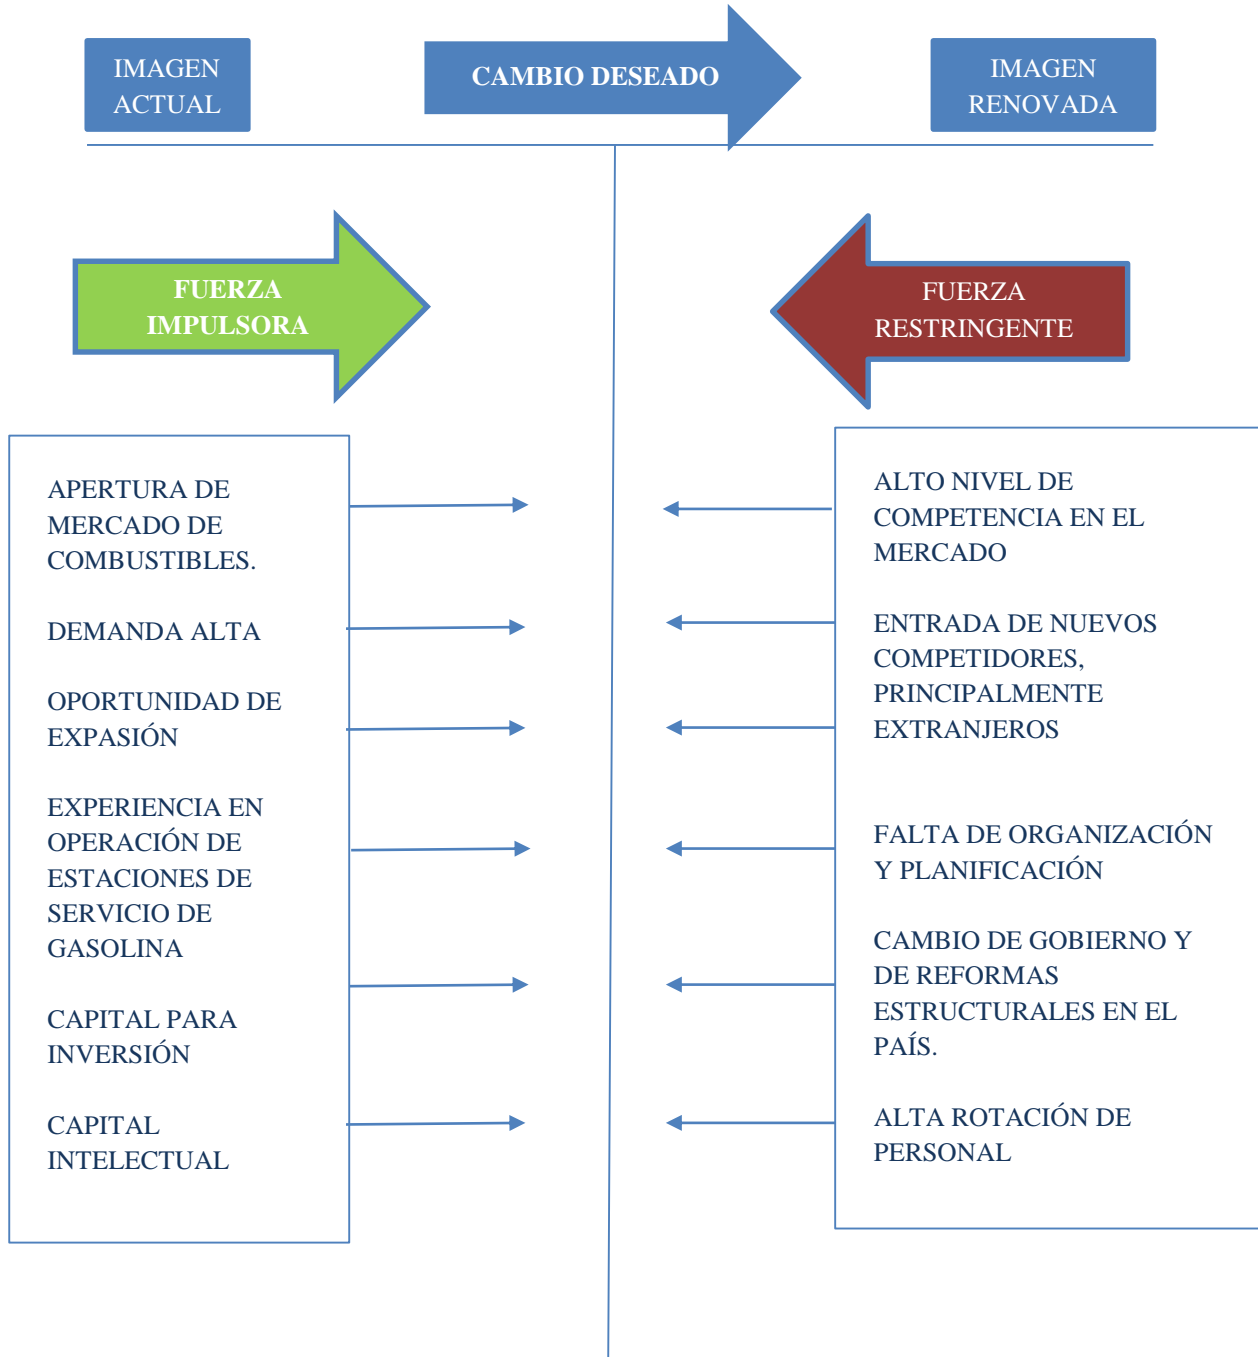 IMAGEN
ACTUAL
CAMBIO DESEADO
IMAGEN
RENOVADA
FUERZA
IMPULSORA
FUERZA
RESTRINGENTE
APERTURA DE
MERCADO DE
COMBUSTIBLES.
DEMANDA ALTA
OPORTUNIDAD DE
EXPASIÓN
EXPERIENCIA EN
OPERACIÓN DE
ESTACIONES DE
SERVICIO DE
GASOLINA
CAPITAL PARA
INVERSIÓN
CAPITAL
INTELECTUAL
ALTO NIVEL DE
COMPETENCIA EN EL
MERCADO
ENTRADA DE NUEVOS
COMPETIDORES,
PRINCIPALMENTE
EXTRANJEROS
FALTA DE ORGANIZACIÓN
Y PLANIFICACIÓN
CAMBIO DE GOBIERNO Y
DE REFORMAS
ESTRUCTURALES EN EL
PAÍS.
ALTA ROTACIÓN DE
PERSONAL